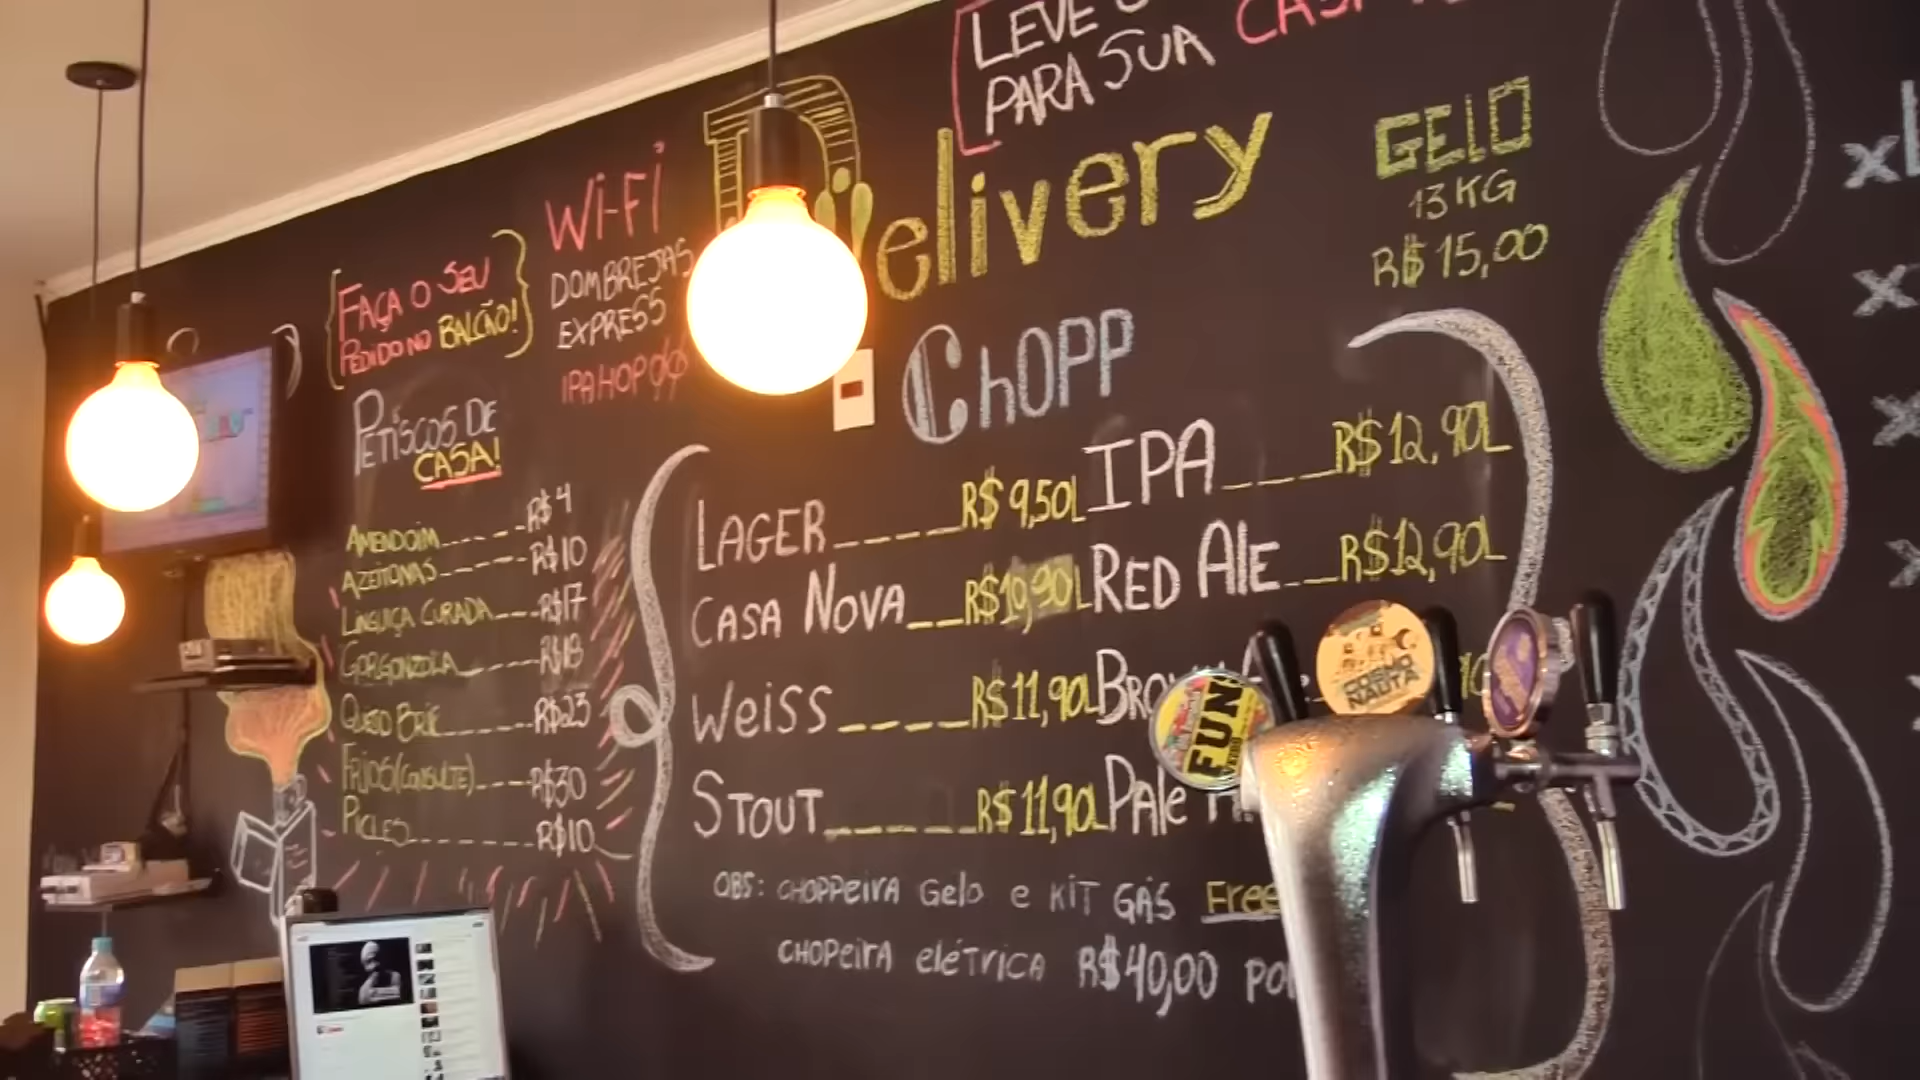 LEVE
PARA SUA
Delivery
GELO
13 KG
R$ 15,00
FAÇA O SEU
PEDIDO NO BALCÃO!
WI-FI
DOMBREJAS
EXPRESS
PETISCOS DE
CASA!
AMENDOIM R$4
AZEITONAS R$10
LINGUIÇA CURADA R$17
GORGONZOLA R$18
QUEIJO BRIE R$23
FRIOS (CONSULTE) R$30
PICLES R$10
CHOPP
LAGER R$ 9,50L
CASA NOVA R$10,90L
WEISS R$11,90L
STOUT R$11,90L
IPA R$12,90L
RED ALE R$12,90L
PALE
OBS: CHOPPEIRA GELO e KIT GÁS Free
CHOPEIRA elétrica R$40,00
FUN
COSMO
NAUTA